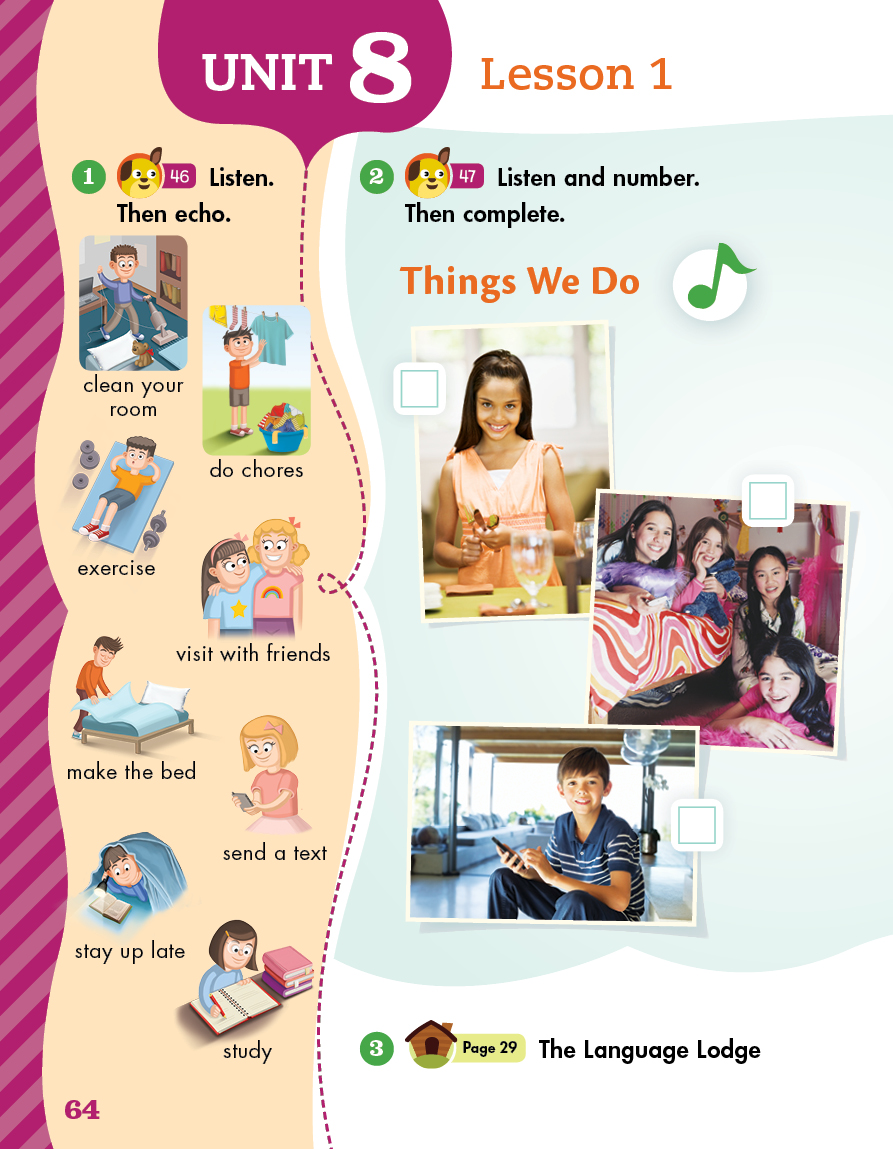 UNIT 8
Lesson 1
1 46 Listen.
Then echo.
clean your
room
do chores
exercise
visit with friends
make the bed
send a text
stay up late
study
2 47 Listen and number.
Then complete.
Things We Do
3 Page 29 The Language Lodge
64